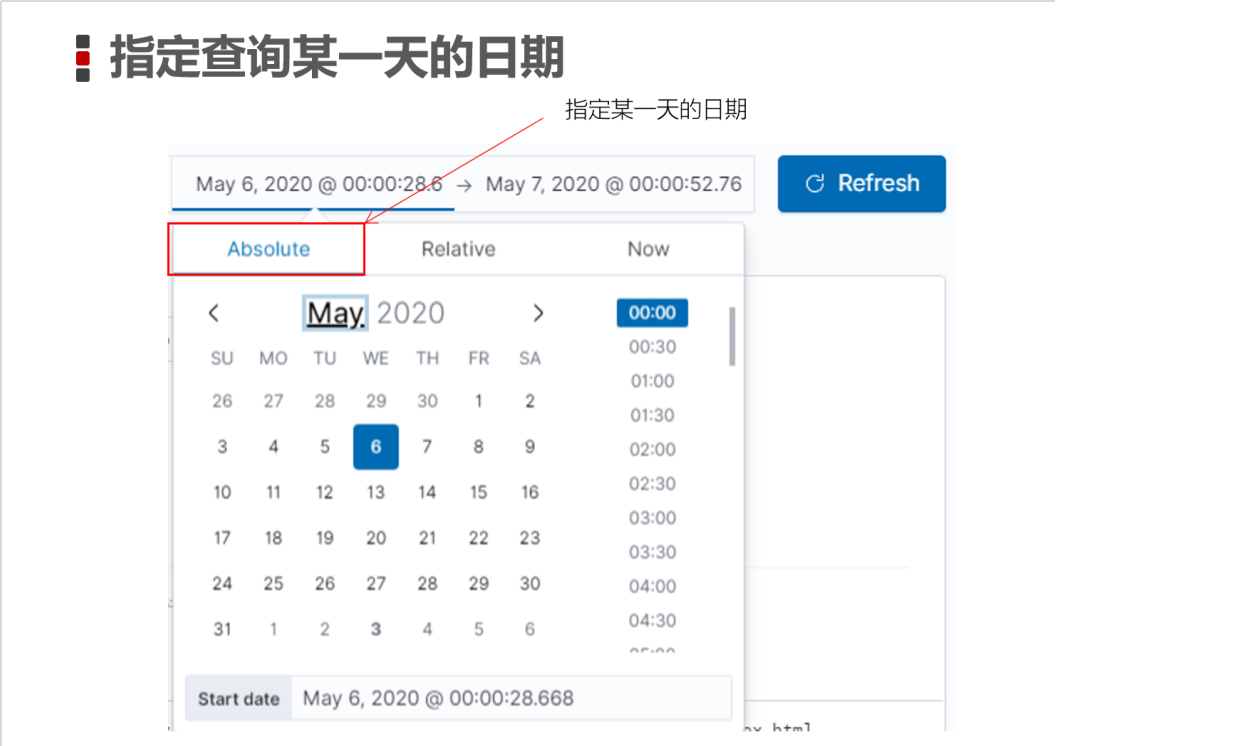 指定查询某一天的日期
指定某一天的日期
May 6, 2020 @ 00:00:28.6 → May 7, 2020 @ 00:00:52.76 Refresh
Absolute Relative Now
May 2020
SU MO TU WE TH FR SA
26 27 28 29 30 1 2
3 4 5 6 7 8 9
10 11 12 13 14 15 16
17 18 19 20 21 22 23
24 25 26 27 28 29 30
31 1 2 3 4 5 6
00:00
00:30
01:00
01:30
02:00
02:30
03:00
03:30
04:00
04:30
Start date May 6, 2020 @ 00:00:28.668